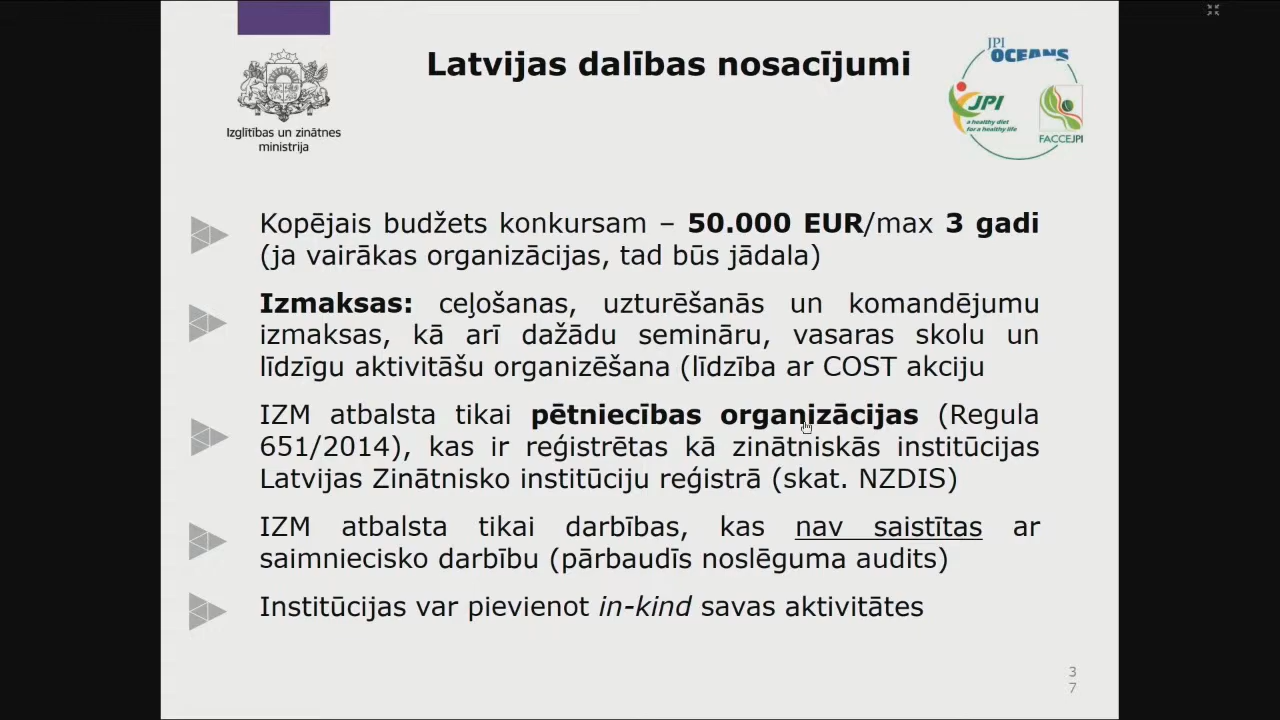 Latvijas dalības nosacījumi
Izglītības un zinātnes
ministrija
JPI
OCEANS
JPI
a healthy diet
for a healthy life
FACCEJPI
Kopējais budžets konkursam – 50.000 EUR/max 3 gadi
(ja vairākas organizācijas, tad būs jādala)
Izmaksas: ceļošanas, uzturēšanās un komandējumu
izmaksas, kā arī dažādu semināru, vasaras skolu un
līdzīgu aktivitāšu organizēšana (līdzība ar COST akciju
IZM atbalsta tikai pētniecības organizācijas (Regula
651/2014), kas ir reģistrētas kā zinātniskās institūcijas
Latvijas Zinātnisko institūciju reģistrā (skat. NZDIS)
IZM atbalsta tikai darbības, kas nav saistītas ar
saimniecisko darbību (pārbaudīs noslēguma audits)
Institūcijas var pievienot in-kind savas aktivitātes
3
7